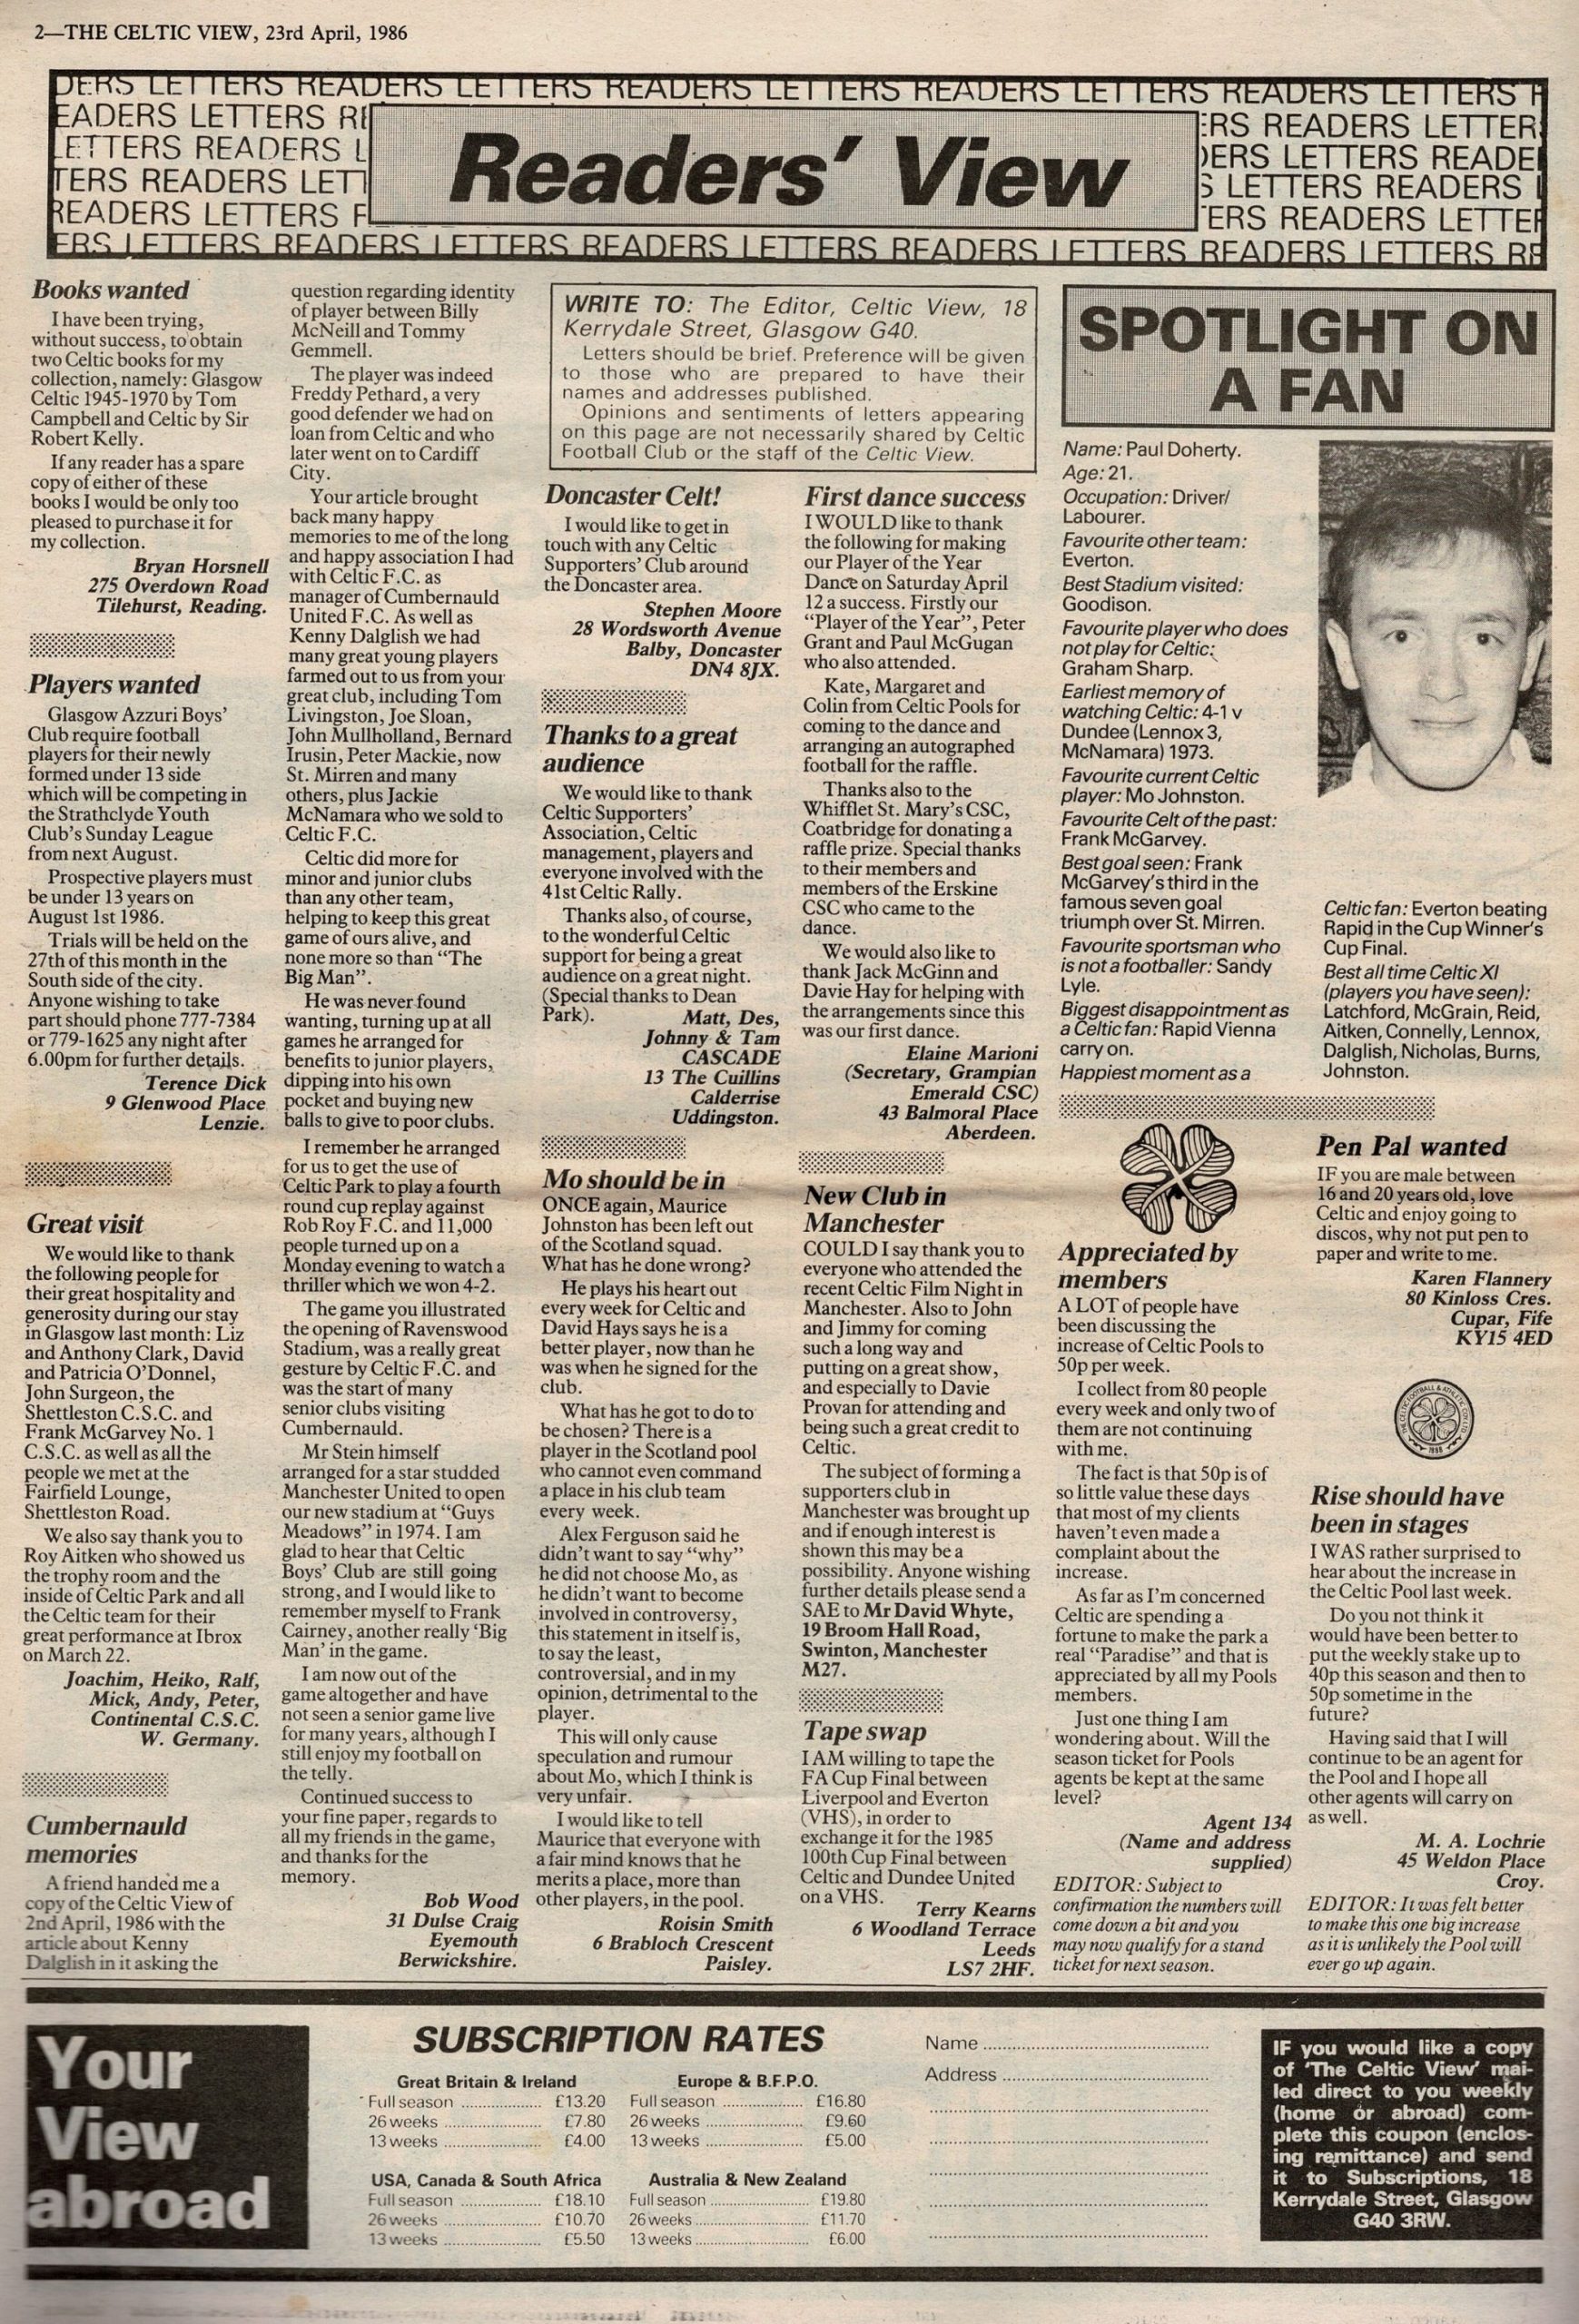 2—THE CELTIC VIEW, 23rd April, 1986
DERS LETTERS READERS LETTERS READERS LETTERS READERS LETTERS READERS LETTERS R
EADERS LETTERS RE
LETTERS READERS L
TERS READERS LETT
READERS LETTERS F
Readers' View
ERS READERS LETTER
DERS LETTERS READE
S LETTERS READERS L
TERS READERS LETTER
ERS LETTERS READERS LETTERS READERS LETTERS READERS LETTERS READERS LETTERS RE
Books wanted
I have been trying,
without success, to obtain
two Celtic books for my
collection, namely: Glasgow
Celtic 1945-1970 by Tom
Campbell and Celtic by Sir
Robert Kelly.
If any reader has a spare
copy of either of these
books I would be only too
pleased to purchase it for
my collection.
Bryan Horsnell
275 Overdown Road
Tilehurst, Reading.
Players wanted
Glasgow Azzuri Boys'
Club require football
players for their newly
formed under 13 side
which will be competing in
the Strathclyde Youth
Club's Sunday League
from next August.
Prospective players must
be under 13 years on
August 1st 1986.
Trials will be held on the
27th of this month in the
South side of the city.
Anyone wishing to take
part should phone 777-7384
or 779-1625 any night after
6.00pm for further details.
Terence Dick
9 Glenwood Place
Lenzie.
Great visit
We would like to thank
the following people for
their great hospitality and
generosity during our stay
in Glasgow last month: Liz
and Anthony Clark, David
and Patricia O'Donnel,
John Surgeon, the
Shettleston C.S.C. and
Frank McGarvey No. 1
C.S.C. as well as all the
people we met at the
Fairfield Lounge,
Shettleston Road.
We also say thank you to
Roy Aitken who showed us
the trophy room and the
inside of Celtic Park and all
the Celtic team for their
great performance at Ibrox
on March 22.
Joachim, Heiko, Ralf,
Mick, Andy, Peter,
Continental C.S.C.
W. Germany.
Cumbernauld
memories
A friend handed me a
copy of the Celtic View of
2nd April, 1986 with the
article about Kenny
Dalglish in it asking the
question regarding identity
of player between Billy
McNeill and Tommy
Gemmell.
The player was indeed
Freddy Pethard, a very
good defender we had on
loan from Celtic and who
later went on to Cardiff
City.
Your article brought
back many happy
memories to me of the long
and happy association I had
with Celtic F.C. as
manager of Cumbernauld
United F.C. As well as
Kenny Dalglish we had
many great young players
farmed out to us from your
great club, including Tom
Livingston, Joe Sloan,
John Mullholland, Bernard
Irusin, Peter Mackie, now
St. Mirren and many
others, plus Jackie
McNamara who we sold to
Celtic F.C.
Celtic did more for
minor and junior clubs
than any other team,
helping to keep this great
game of ours alive, and
none more so than "The
Big Man".
He was never found
wanting, turning up at all
games he arranged for
benefits to junior players,
dipping into his own
pocket and buying new
balls to give to poor clubs.
I remember he arranged
for us to get the use of
Celtic Park to play a fourth
round cup replay against
Rob Roy F.C. and 11,000
people turned up on a
Monday evening to watch a
thriller which we won 4-2.
The game you illustrated
the opening of Ravenswood
Stadium, was a really great
gesture by Celtic F.C. and
was the start of many
senior clubs visiting
Cumbernauld.
Mr Stein himself
arranged for a star studded
Manchester United to open
our new stadium at "Guys
Meadows" in 1974. I am
glad to hear that Celtic
Boys' Club are still going
strong, and I would like to
remember myself to Frank
Cairney, another really 'Big
Man' in the game.
I am now out of the
game altogether and have
not seen a senior game live
for many years, although I
still enjoy my football on
the telly.
Continued success to
your fine paper, regards to
all my friends in the game,
and thanks for the
memory.
Bob Wood
31 Dulse Craig
Eyemouth
Berwickshire.
WRITE TO: The Editor, Celtic View, 18
Kerrydale Street, Glasgow G40.
Letters should be brief. Preference will be given
to those who are prepared to have their
names and addresses published.
Opinions and sentiments of letters appearing
on this page are not necessarily shared by Celtic
Football Club or the staff of the Celtic View.
Doncaster Celt!
I would like to get in
touch with any Celtic
Supporters' Club around
the Doncaster area.
Stephen Moore
28 Wordsworth Avenue
Balby, Doncaster
DN4 8JX.
Thanks to a great
audience
We would like to thank
Celtic Supporters'
Association, Celtic
management, players and
everyone involved with the
41st Celtic Rally.
Thanks also, of course,
to the wonderful Celtic
support for being a great
audience on a great night.
(Special thanks to Dean
Park).
Matt, Des,
Johnny & Tam
CASCADE
13 The Cuillins
Calderrise
Uddingston.
Mo should be in
ONCE again, Maurice
Johnston has been left out
of the Scotland squad.
What has he done wrong?
He plays his heart out
every week for Celtic and
David Hays says he is a
better player, now than he
was when he signed for the
club.
What has he got to do to
be chosen? There is a
player in the Scotland pool
who cannot even command
a place in his club team
every week.
Alex Ferguson said he
didn't want to say "why"
he did not choose Mo, as
he didn't want to become
involved in controversy,
this statement in itself is,
to say the least,
controversial, and in my
opinion, detrimental to the
player.
This will only cause
speculation and rumour
about Mo, which I think is
very unfair.
I would like to tell
Maurice that everyone with
a fair mind knows that he
merits a place, more than
other players, in the pool.
Roisin Smith
6 Brabloch Crescent
Paisley.
First dance success
I WOULD like to thank
the following for making
our Player of the Year
Dance on Saturday April
12 a success. Firstly our
"Player of the Year", Peter
Grant and Paul McGugan
who also attended.
Kate, Margaret and
Colin from Celtic Pools for
coming to the dance and
arranging an autographed
football for the raffle.
Thanks also to the
Whifflet St. Mary's CSC,
Coatbridge for donating a
raffle prize. Special thanks
to their members and
members of the Erskine
CSC who came to the
dance.
We would also like to
thank Jack McGinn and
Davie Hay for helping with
the arrangements since this
was our first dance.
Elaine Marioni
(Secretary, Grampian
Emerald CSC)
43 Balmoral Place
Aberdeen.
New Club in
Manchester
COULD I say thank you to
everyone who attended the
recent Celtic Film Night in
Manchester. Also to John
and Jimmy for coming
such a long way and
putting on a great show,
and especially to Davie
Provan for attending and
being such a great credit to
Celtic.
The subject of forming a
supporters club in
Manchester was brought up
and if enough interest is
shown this may be a
possibility. Anyone wishing
further details please send a
SAE to Mr David Whyte,
19 Broom Hall Road,
Swinton, Manchester
M27.
Tape swap
I AM willing to tape the
FA Cup Final between
Liverpool and Everton
(VHS), in order to
exchange it for the 1985
100th Cup Final between
Celtic and Dundee United
on a VHS.
Terry Kearns
6 Woodland Terrace
Leeds
LS7 2HF.
SPOTLIGHT ON
A FAN
Name: Paul Doherty.
Age: 21.
Occupation: Driver/
Labourer.
Favourite other team:
Everton.
Best Stadium visited:
Goodison.
Favourite player who does
not play for Celtic:
Graham Sharp.
Earliest memory of
watching Celtic: 4-1 v
Dundee (Lennox 3,
McNamara) 1973.
Favourite current Celtic
player: Mo Johnston.
Favourite Celt of the past:
Frank McGarvey.
Best goal seen: Frank
McGarvey's third in the
famous seven goal
triumph over St. Mirren.
Favourite sportsman who
is not a footballer: Sandy
Lyle.
Biggest disappointment as
a Celtic fan: Rapid Vienna
carry on.
Happiest moment as a
Celtic fan: Everton beating
Rapid in the Cup Winner's
Cup Final.
Best all time Celtic XI
(players you have seen):
Latchford, McGrain, Reid,
Aitken, Connelly, Lennox,
Dalglish, Nicholas, Burns,
Johnston.
Appreciated by
members
A LOT of people have
been discussing the
increase of Celtic Pools to
50p per week.
I collect from 80 people
every week and only two of
them are not continuing
with me.
The fact is that 50p is of
so little value these days
that most of my clients
haven't even made a
complaint about the
increase.
As far as I'm concerned
Celtic are spending a
fortune to make the park a
real "Paradise" and that is
appreciated by all my Pools
members.
Just one thing I am
wondering about. Will the
season ticket for Pools
agents be kept at the same
level?
Agent 134
(Name and address
supplied)
EDITOR: Subject to
confirmation the numbers will
come down a bit and you
may now qualify for a stand
ticket for next season.
Pen Pal wanted
IF you are male between
16 and 20 years old, love
Celtic and enjoy going to
discos, why not put pen to
paper and write to me.
Karen Flannery
80 Kinloss Cres.
Cupar, Fife
KY15 4ED
THE CELTIC FOOTBALL & ATHLETIC CO. LTD.
1888
Rise should have
been in stages
I WAS rather surprised to
hear about the increase in
the Celtic Pool last week.
Do you not think it
would have been better to
put the weekly stake up to
40p this season and then to
50p sometime in the
future?
Having said that I will
continue to be an agent for
the Pool and I hope all
other agents will carry on
as well.
M. A. Lochrie
45 Weldon Place
Croy.
EDITOR: It was felt better
to make this one big increase
as it is unlikely the Pool will
ever go up again.
Your
View
abroad
SUBSCRIPTION RATES
Great Britain & Ireland
Full season .................. £13.20
26 weeks ...................... £7.80
13 weeks ...................... £4.00
Europe & B.F.P.O.
Full season .................. £16.80
26 weeks ...................... £9.60
13 weeks ...................... £5.00
USA, Canada & South Africa
Full season .................. £18.10
26 weeks ...................... £10.70
13 weeks ...................... £5.50
Australia & New Zealand
Full season ...................... £19.80
26 weeks.......................... £11.70
13 weeks.......................... £6.00
Name ..................................................
Address ..............................................
IF you would like a copy
of 'The Celtic View' mai-
led direct to you weekly
(home or abroad) com-
plete this coupon (enclos-
ing remittance) and send
it to Subscriptions, 18
Kerrydale Street, Glasgow
G40 3RW.